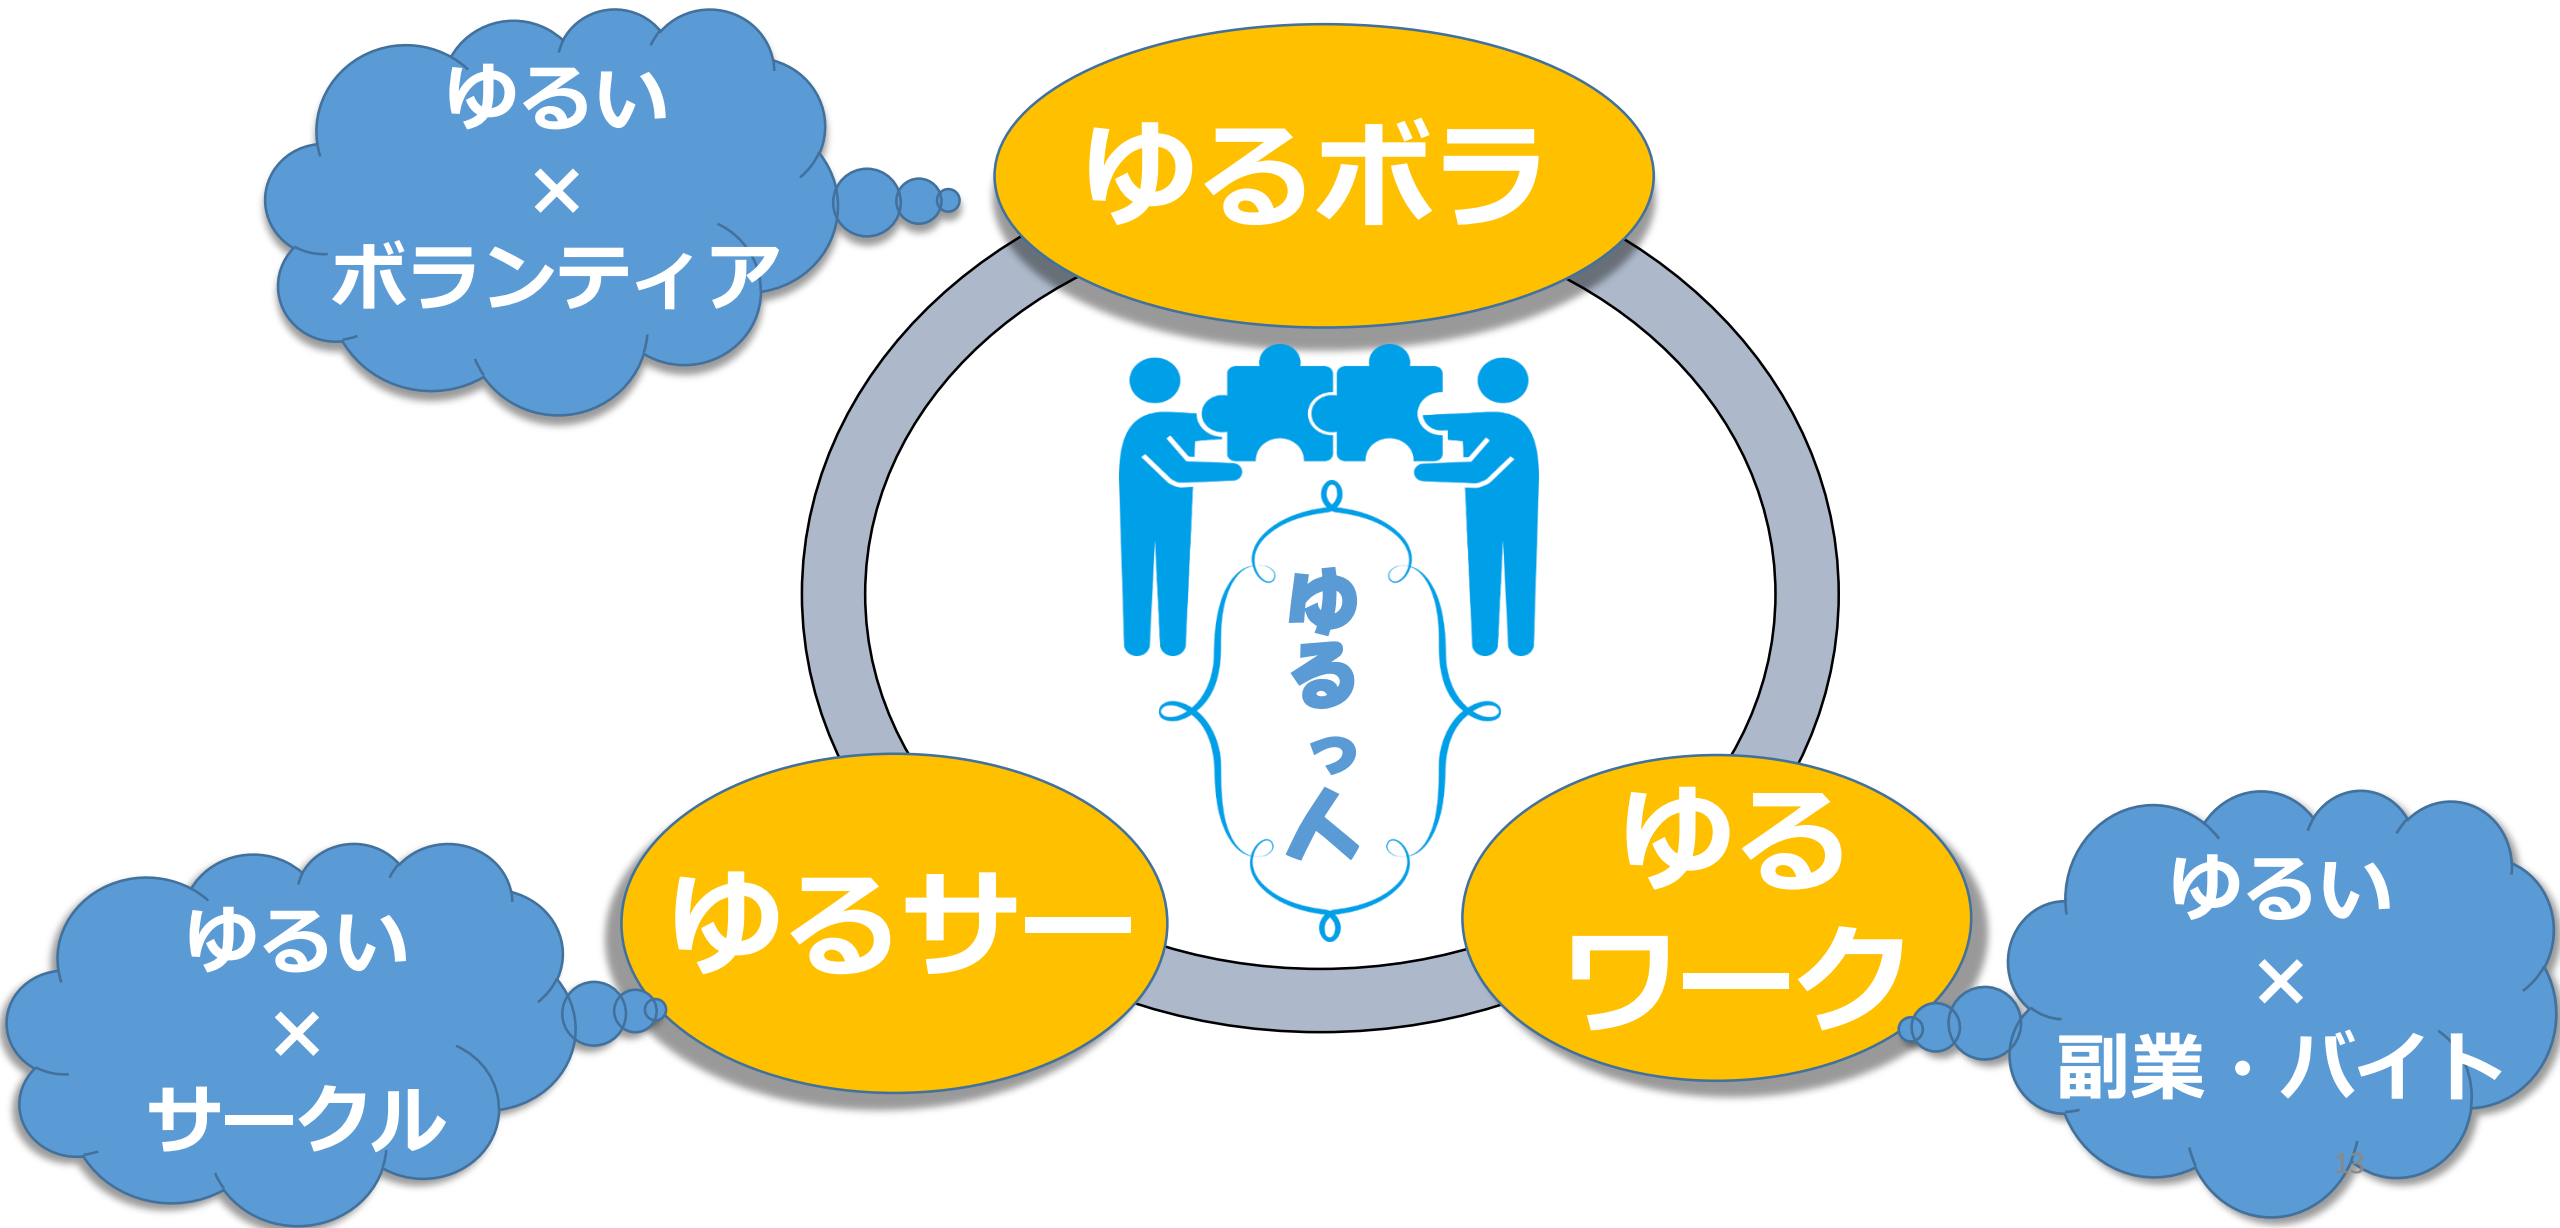 ゆるい
×
ボランティア
ゆるボラ
ゆるっ人
ゆるサー
ゆるい
×
サークル
ゆる
ワーク
ゆるい
×
副業・バイト
13